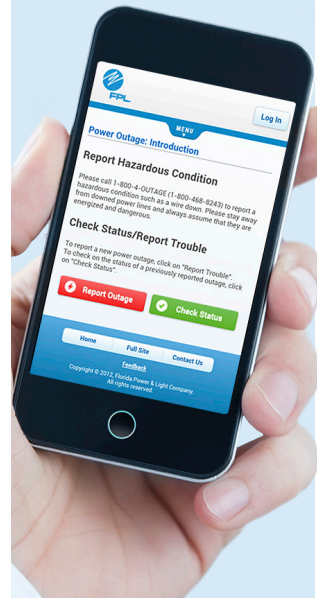 FPL
Log In
MENU
Power Outage: Introduction
Report Hazardous Condition
Please call 1-800-4-OUTAGE (1-800-468-8243) to report a
hazardous condition such as a wire down. Please stay away
from downed power lines and always assume that they are
energized and dangerous.
Check Status/Report Trouble
To report a new power outage, click on "Report Trouble".
To check on the status of a previously reported outage, click
on "Check Status".
Report Outage
Check Status
Home
Full Site
Contact Us
Feedback
Copyright © 2012, Florida Power & Light Company.
All rights reserved.